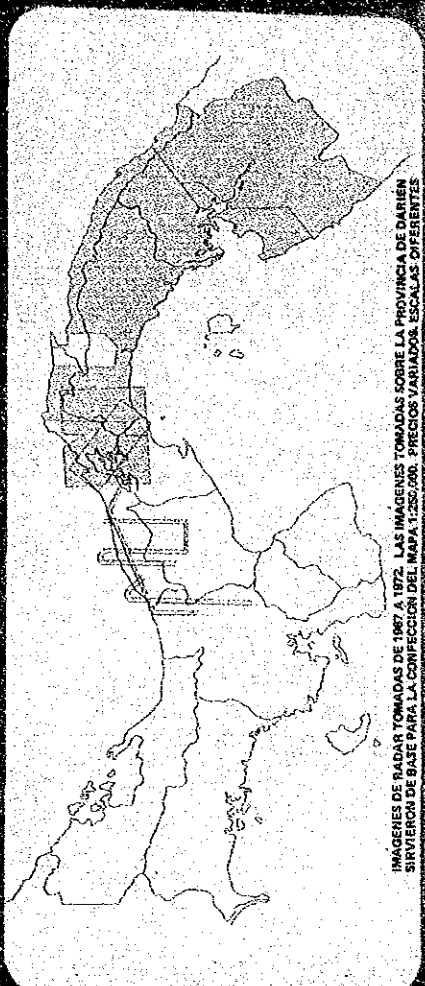 IMAGENES DE RADAR TOMADAS DE 1967 A 1972. LAS IMAGENES TOMADAS SOBRE LA PROVINCIA DE DARIEN
SIRVIERON DE BASE PARA LA CONFECCION DEL MAPA 1:250,000. PRECIOS VARIADOS. ESCALAS DIFERENTES